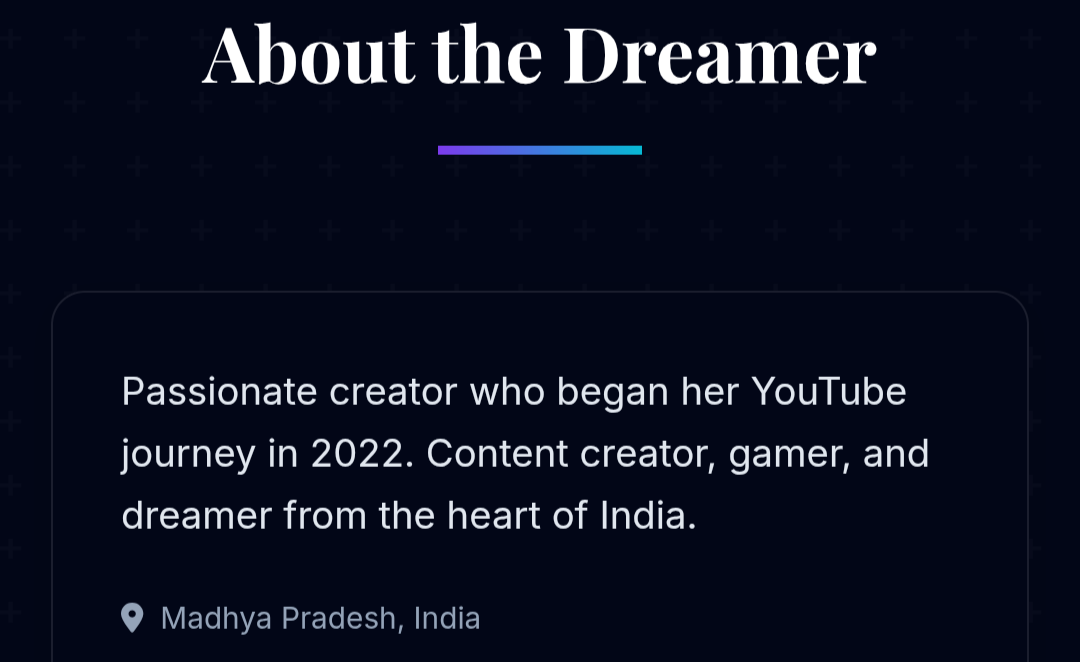 About the Dreamer
Passionate creator who began her YouTube
journey in 2022. Content creator, gamer, and
dreamer from the heart of India.
Madhya Pradesh, India